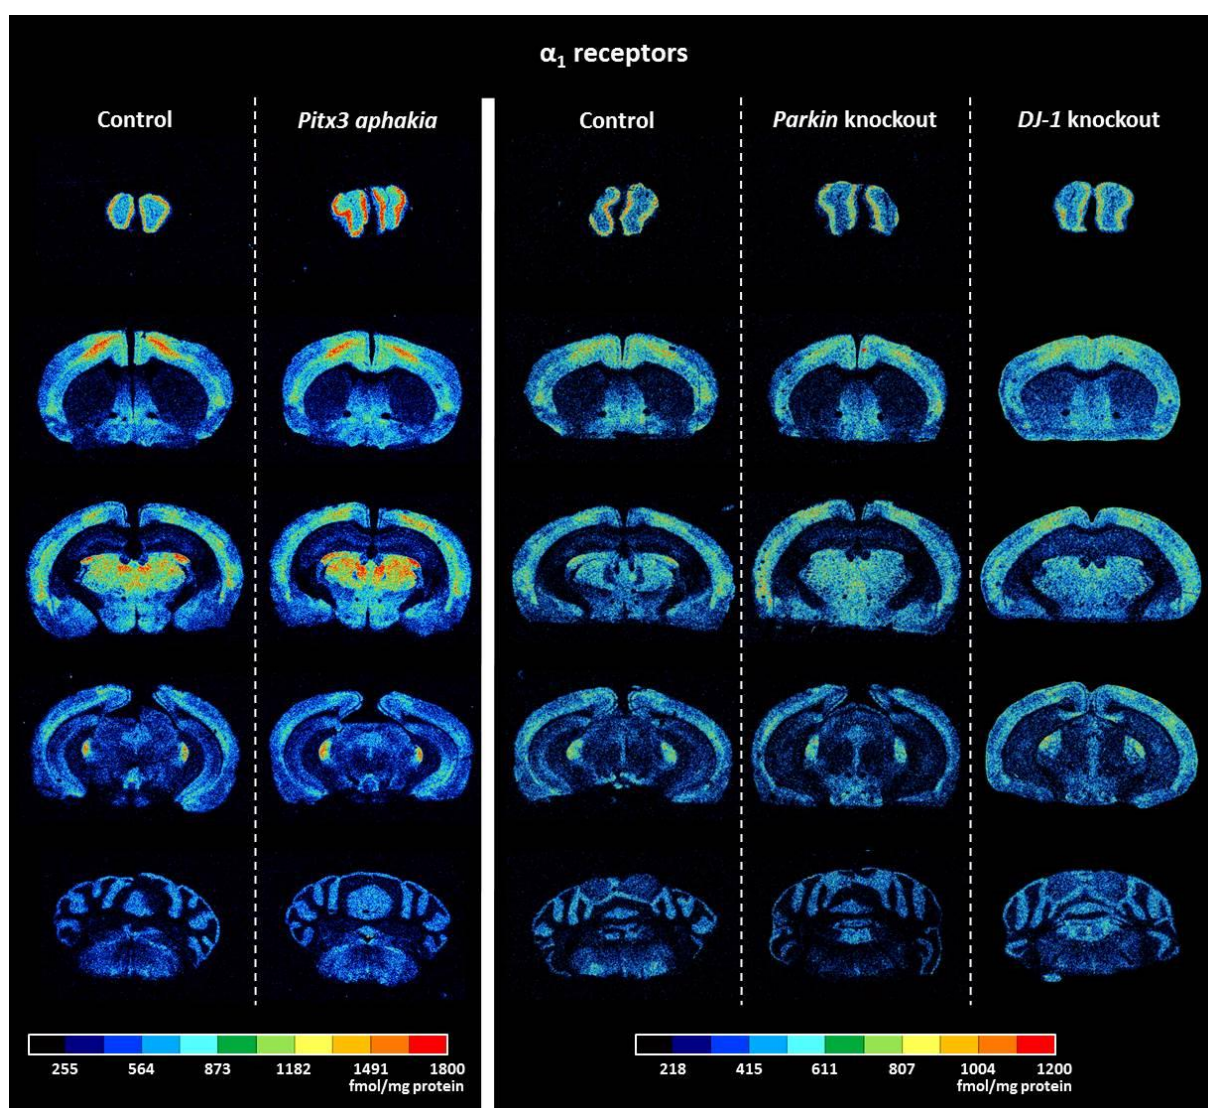 α₁ receptors
Control
Pitx3 aphakia
Control
Parkin knockout
DJ-1 knockout
255 564 873 1182 1491 1800
fmol/mg protein
218 415 611 807 1004 1200
fmol/mg protein